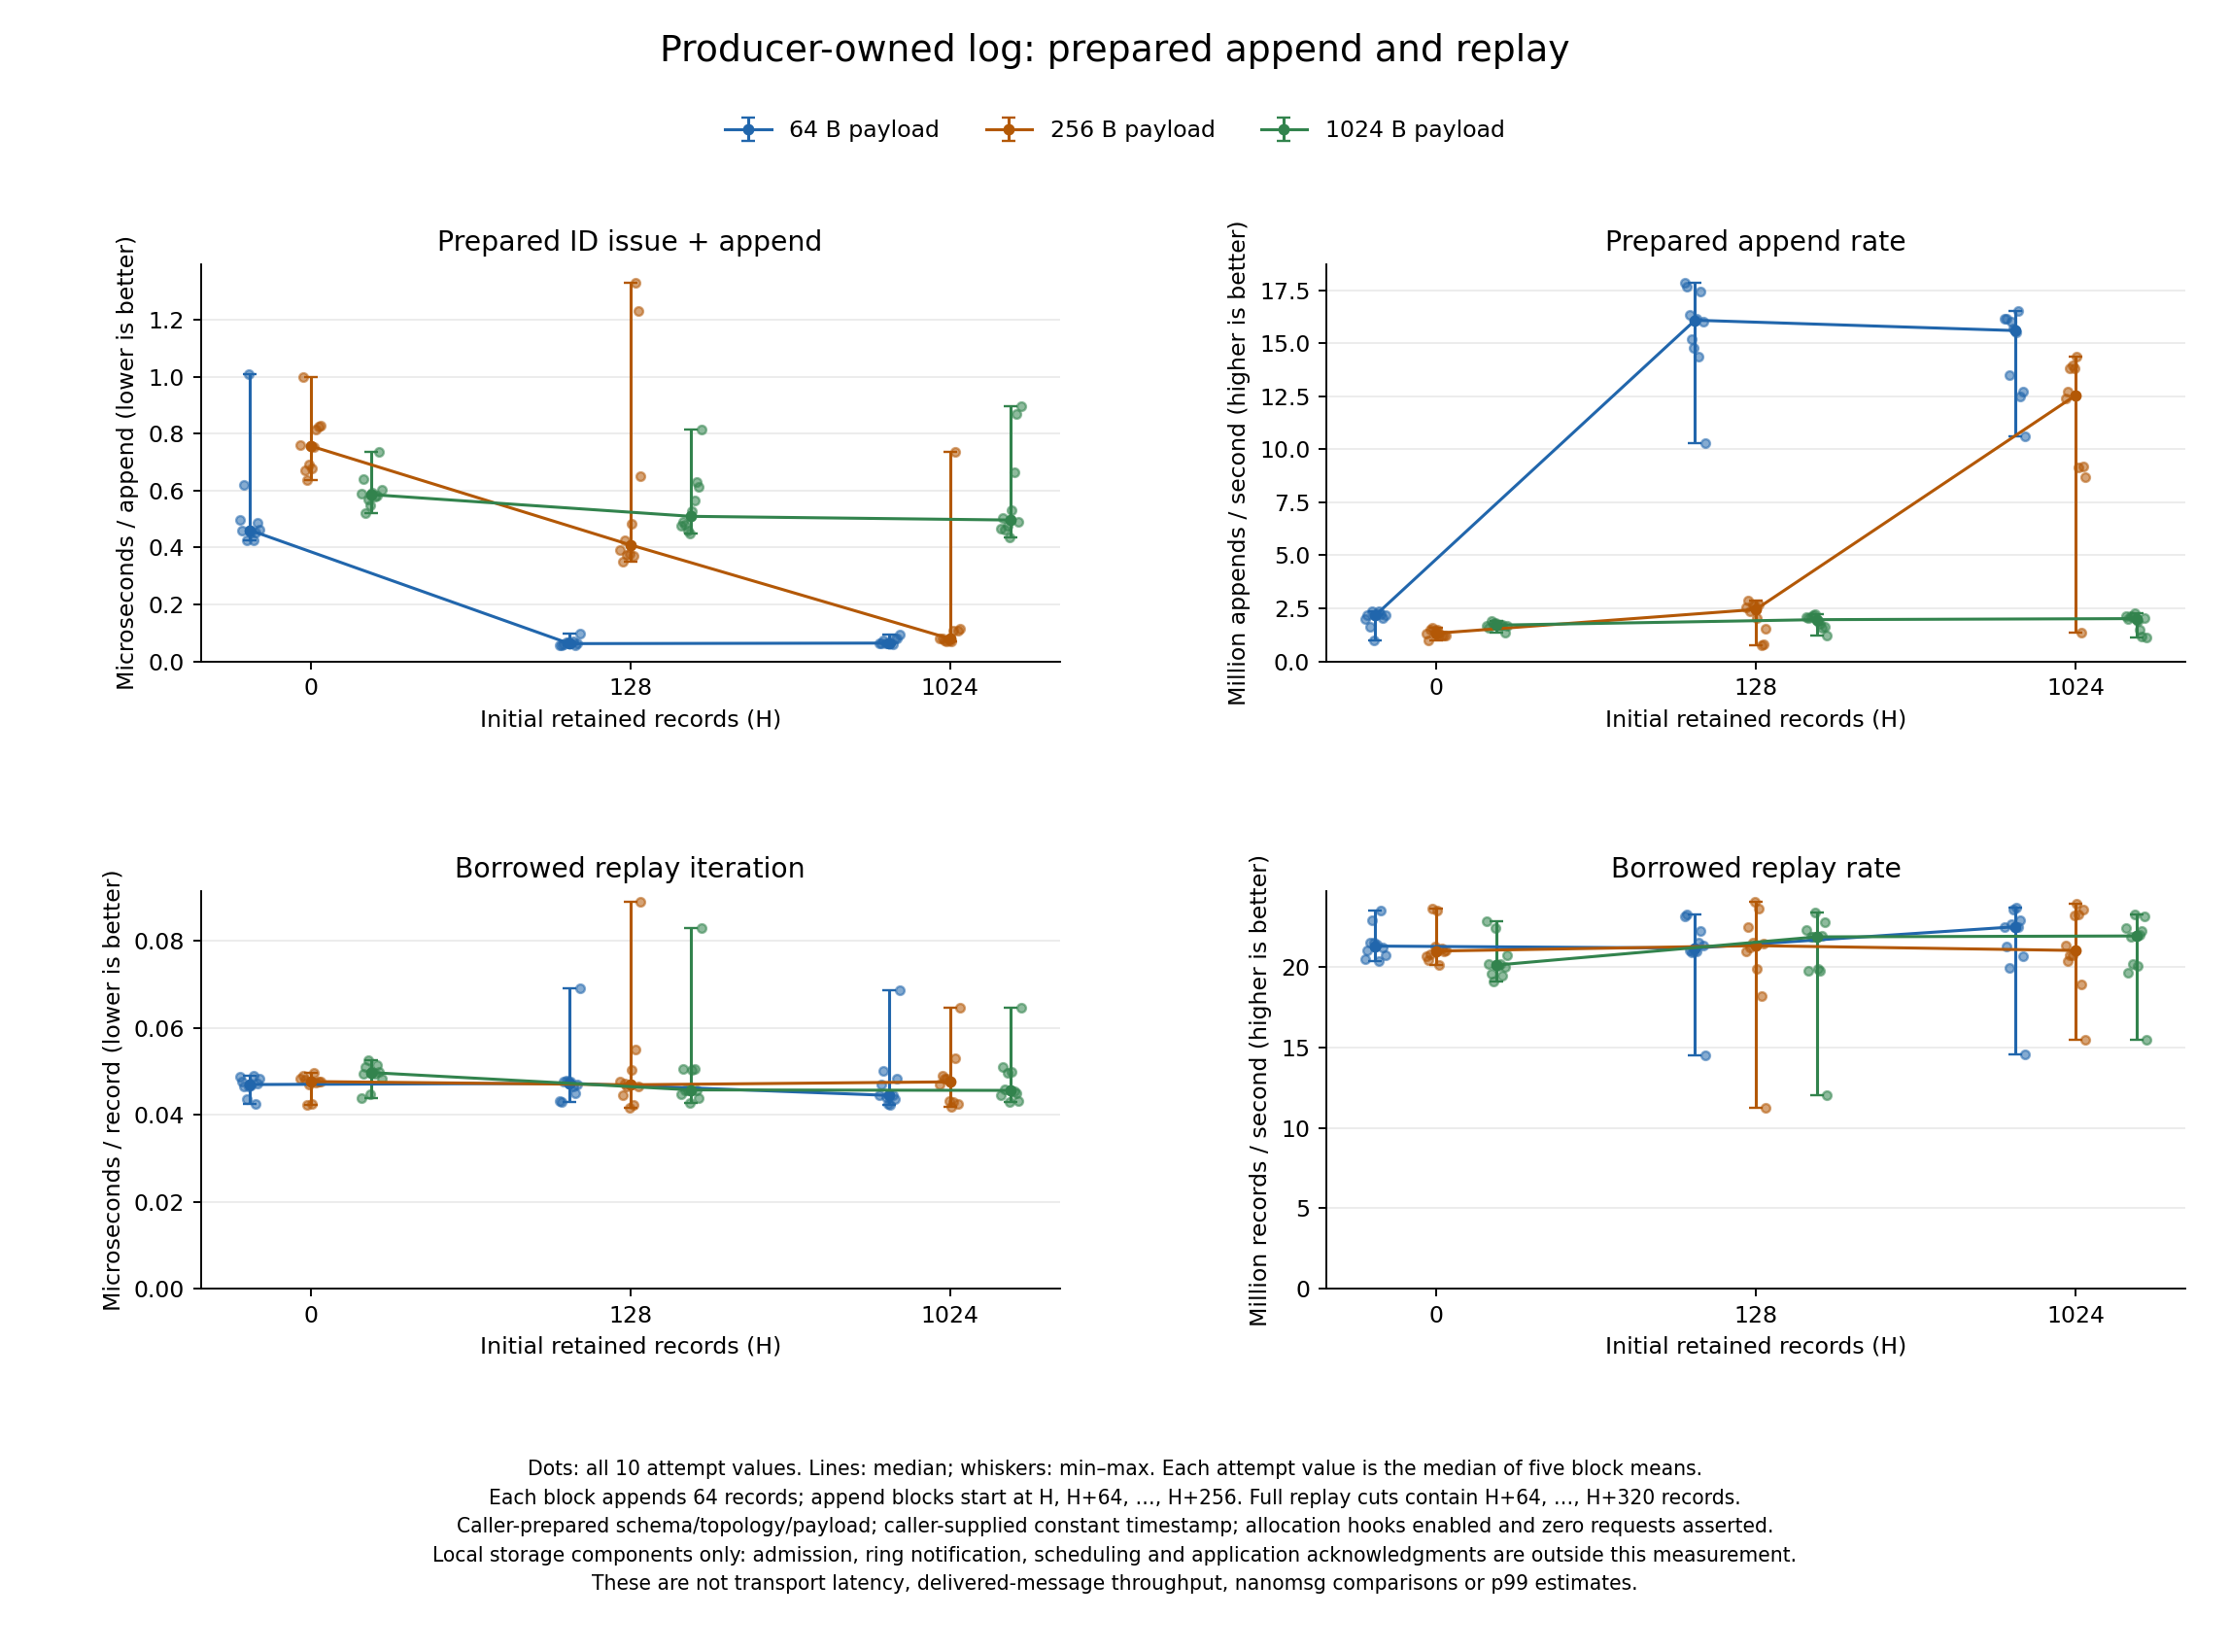 Producer-owned log: prepared append and replay
64 B payload
256 B payload
1024 B payload
Prepared ID issue + append
Microseconds / append (lower is better)
1.2
1.0
0.8
0.6
0.4
0.2
0.0
0
128
1024
Initial retained records (H)
Prepared append rate
Million appends / second (higher is better)
17.5
15.0
12.5
10.0
7.5
5.0
2.5
0.0
0
128
1024
Initial retained records (H)
Borrowed replay iteration
Microseconds / record (lower is better)
0.08
0.06
0.04
0.02
0.00
0
128
1024
Initial retained records (H)
Borrowed replay rate
Million records / second (higher is better)
20
15
10
5
0
0
128
1024
Initial retained records (H)
Dots: all 10 attempt values. Lines: median; whiskers: min–max. Each attempt value is the median of five block means.
Each block appends 64 records; append blocks start at H, H+64, …, H+256. Full replay cuts contain H+64, …, H+320 records.
Caller-prepared schema/topology/payload; caller-supplied constant timestamp; allocation hooks enabled and zero requests asserted.
Local storage components only: admission, ring notification, scheduling and application acknowledgments are outside this measurement.
These are not transport latency, delivered-message throughput, nanomsg comparisons or p99 estimates.